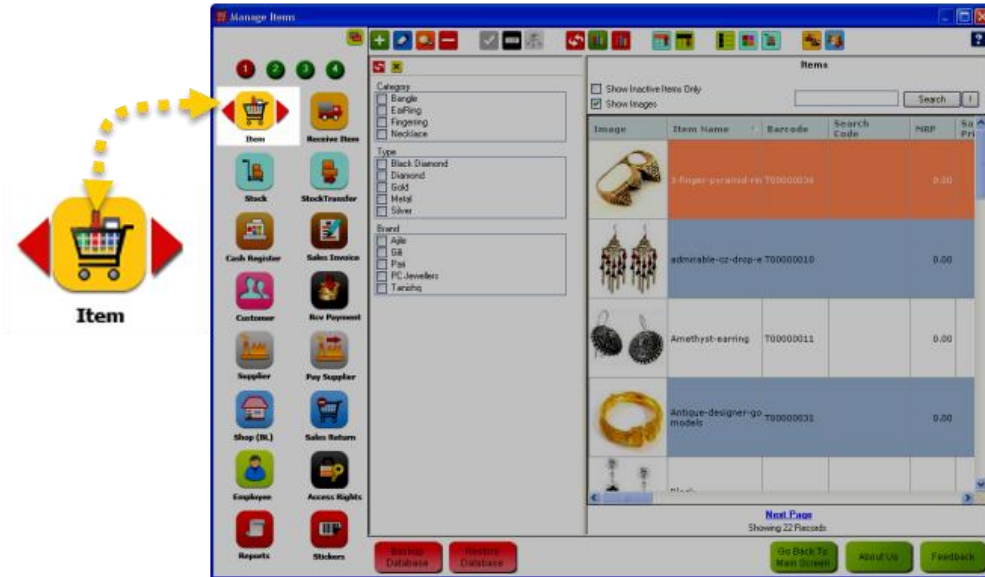 Manage Items
1 2 3 4
Item
Receive Item
Stock
StockTransfer
Cash Register
Sales Invoice
Customer
Rcv Payment
Supplier
Pay Supplier
Shop (BL)
Sales Return
Employee
Access Rights
Reports
Stickers
Item
Category
Bangle
EarRing
Fingerring
Necklace
Type
Black Diamond
Diamond
Gold
Metal
Silver
Brand
Ajile
Gili
PC Jewellers
Tanishq
Items
Show Inactive Items Only
Show Images
Search
!
Image Item Name Barcode Search Code MRP
3-finger-pyramid-rin T00000036 0.00
admirable-cz-drop-e T00000010 0.00
Amethyst-earring T00000011 0.00
Antique-designer-go T00000031 0.00
models
Next Page
Showing 22 Records
Backup
Database
Restore
Database
Go Back To
Main Screen
About Us
Feedback